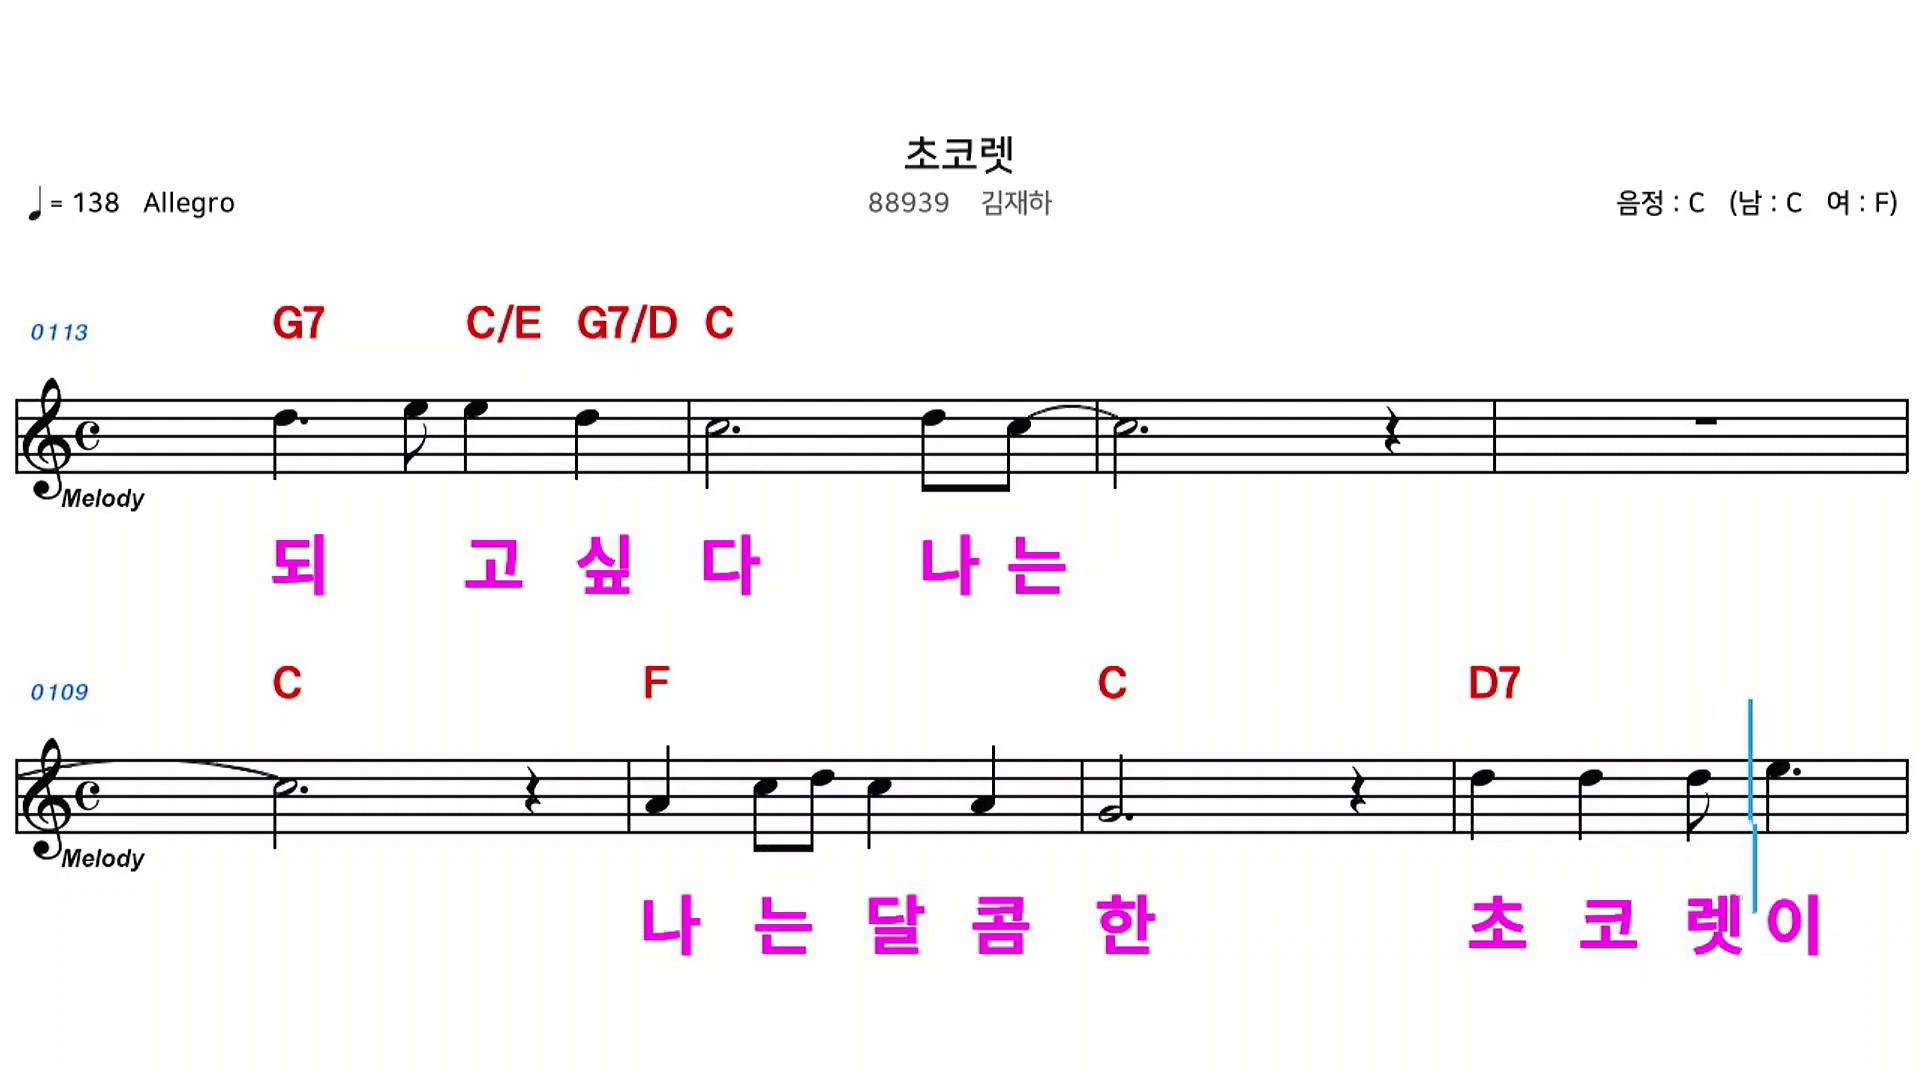 초코렛
= 138 Allegro
88939 김재하
음정 : C (남 : C 여 : F)
0113
G7 C/E G7/D C
Melody
되 고 싶 다 나 는
0109
C F C D7
Melody
나 는 달 콤 한 초 코 렛 이